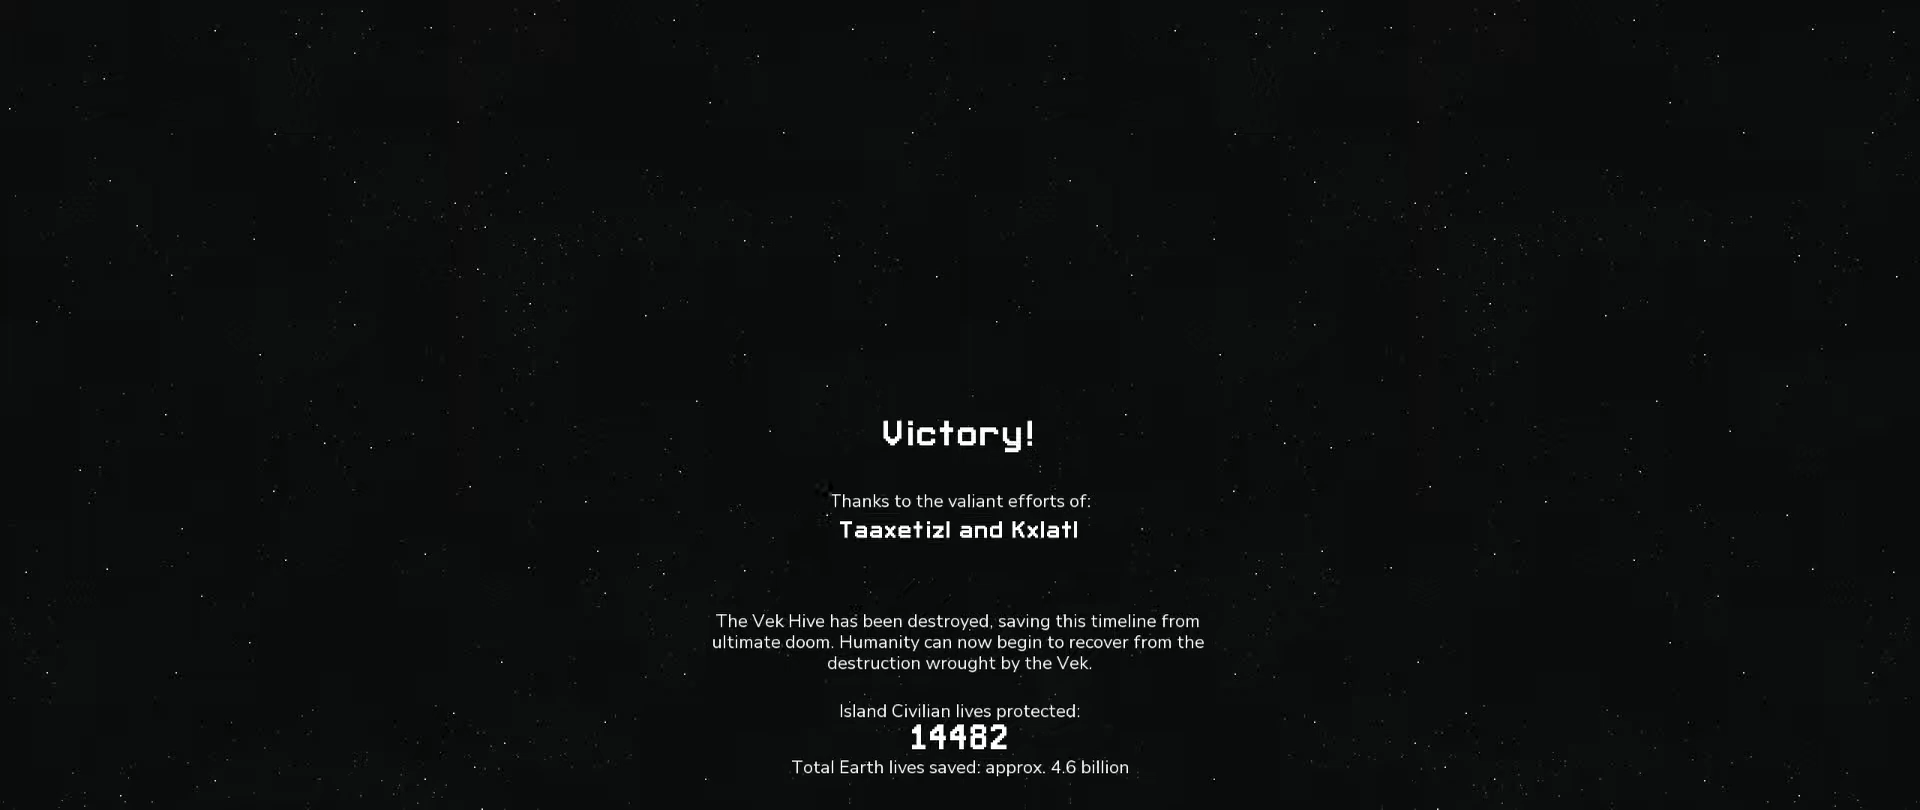 Victory!
Thanks to the valiant efforts of:
Taaxetizl and Kxlatl
The Vek Hive has been destroyed, saving this timeline from
ultimate doom. Humanity can now begin to recover from the
destruction wrought by the Vek.
Island Civilian lives protected:
14482
Total Earth lives saved: approx. 4.6 billion